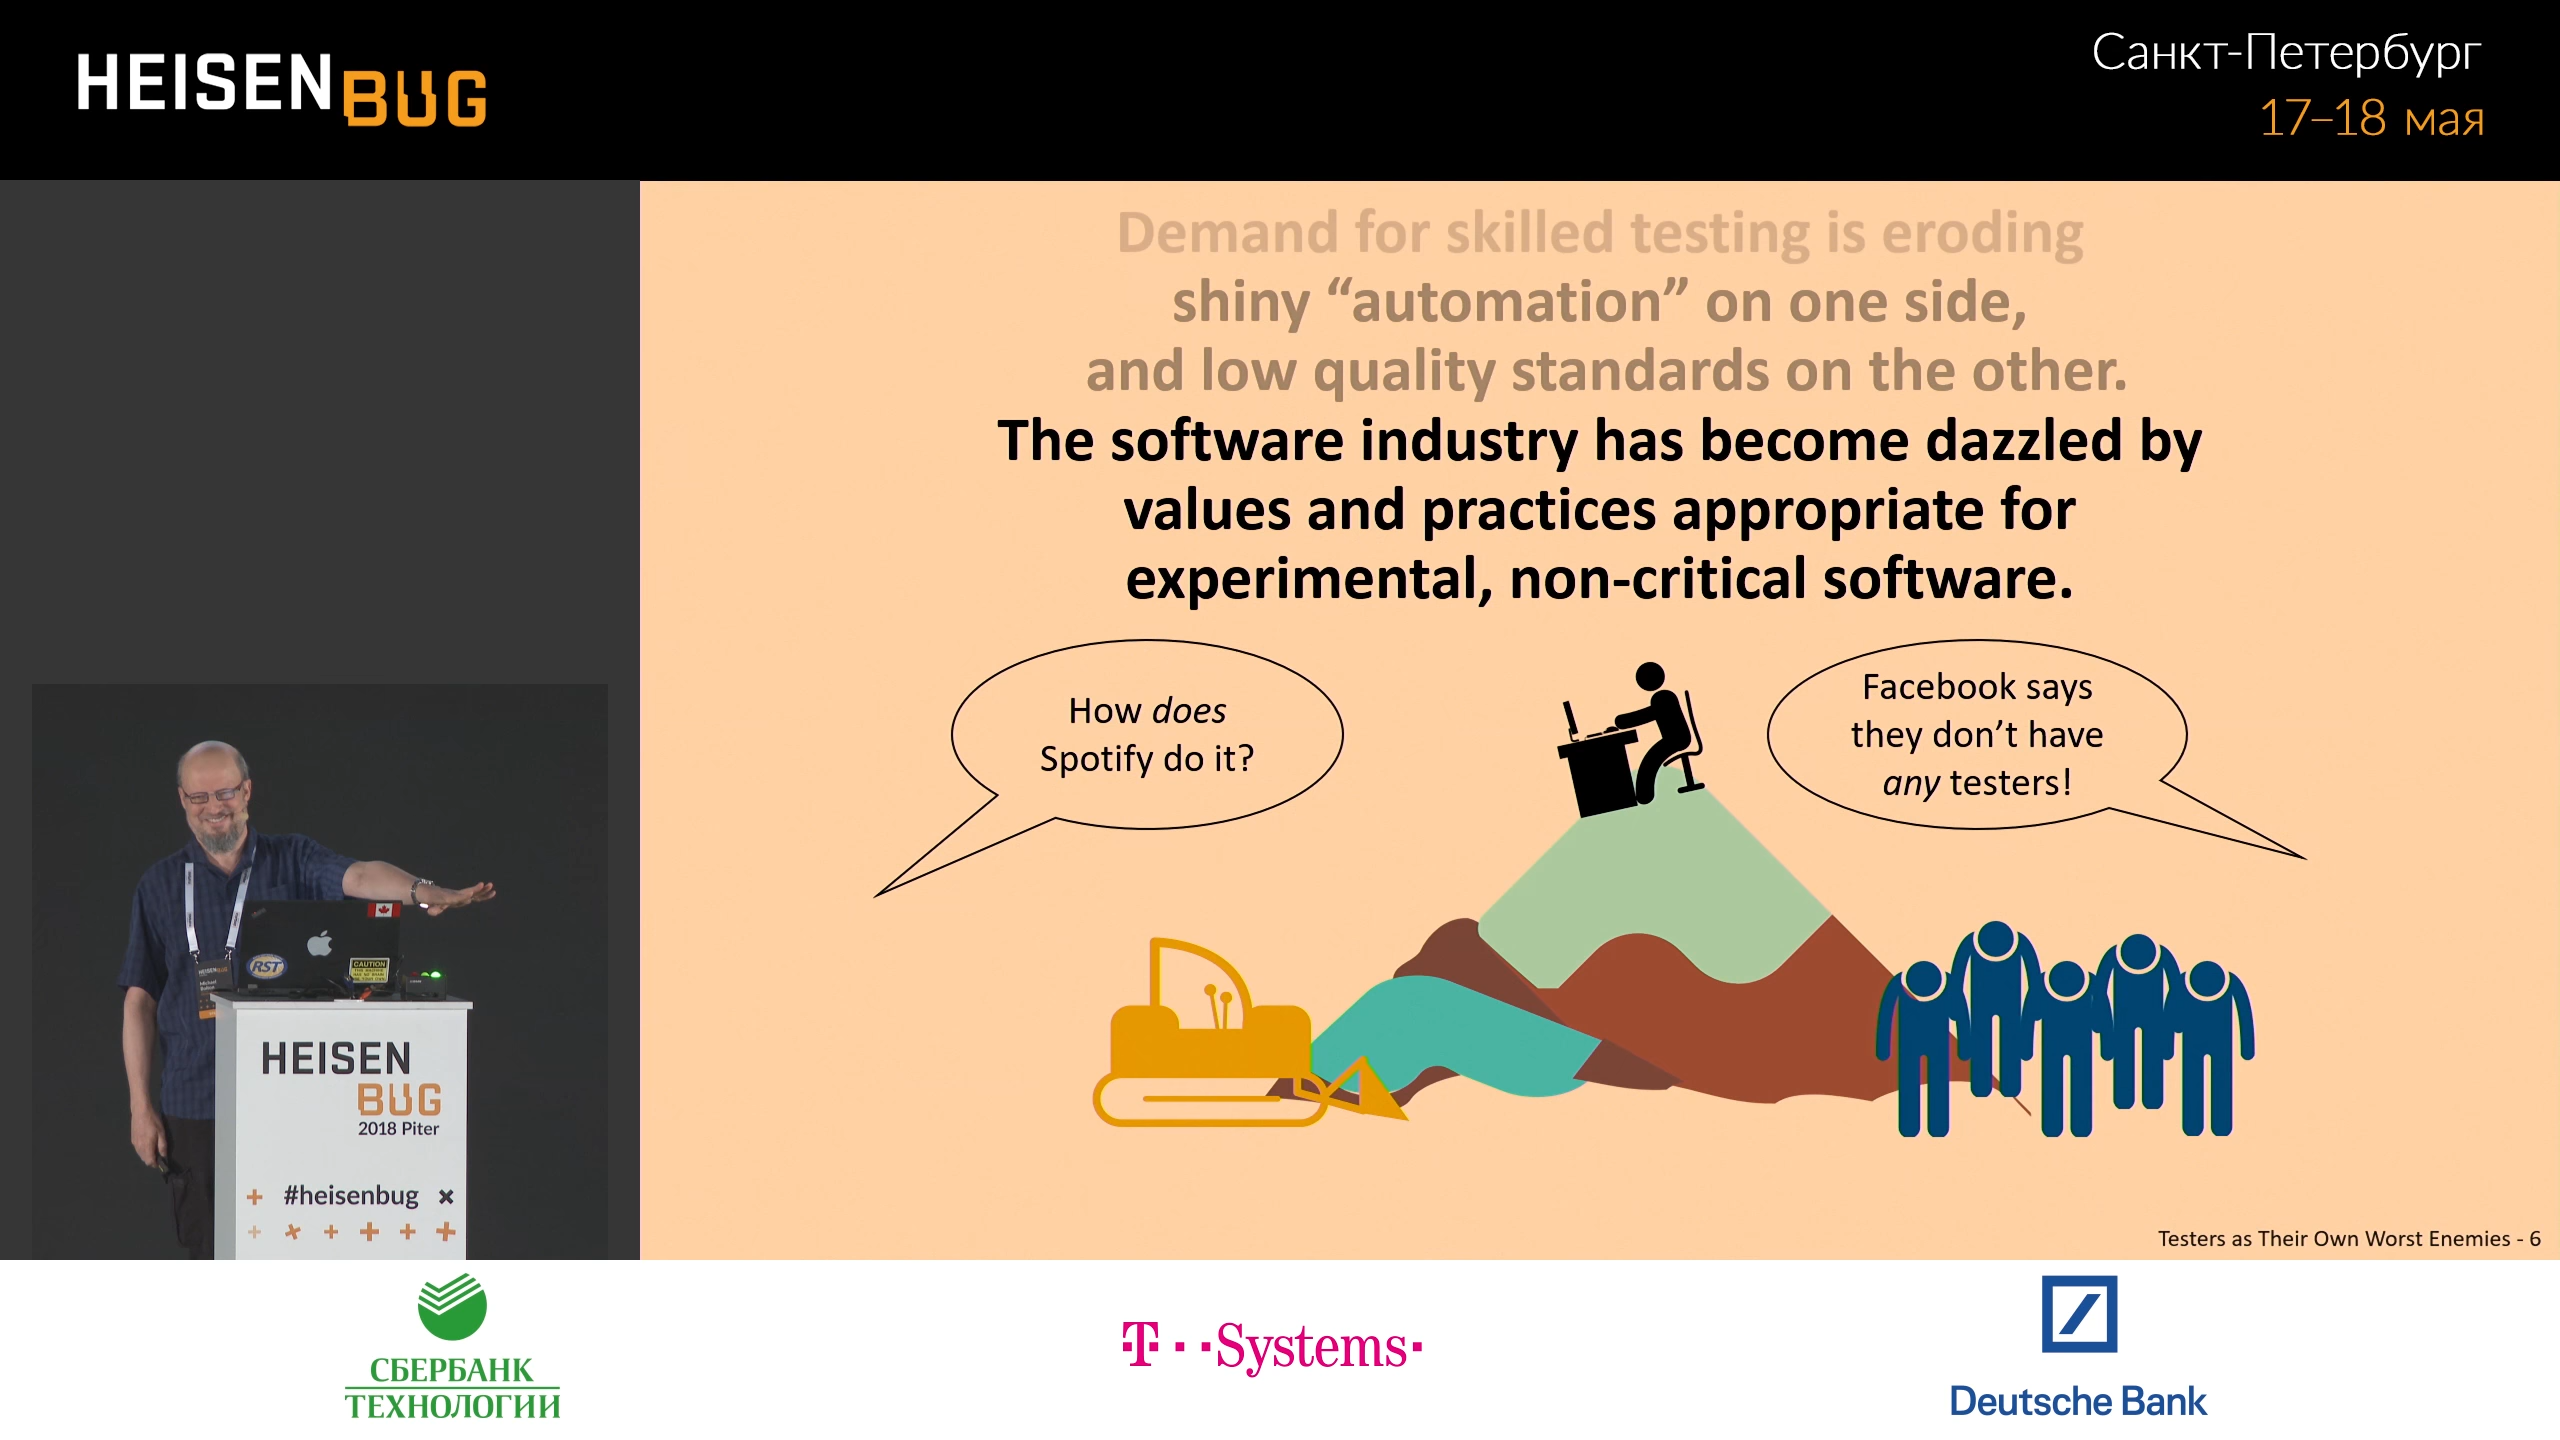 HEISENBUG
Санкт-Петербург
17–18 мая
Demand for skilled testing is eroding
shiny “automation” on one side,
and low quality standards on the other.
The software industry has become dazzled by
values and practices appropriate for
experimental, non-critical software.
How does
Spotify do it?
Facebook says
they don’t have
any testers!
Testers as Their Own Worst Enemies - 6
RST
CAUTION
HEISEN
BUG
2018 Piter
#heisenbug
СБЕРБАНК
ТЕХНОЛОГИИ
T··Systems·
Deutsche Bank